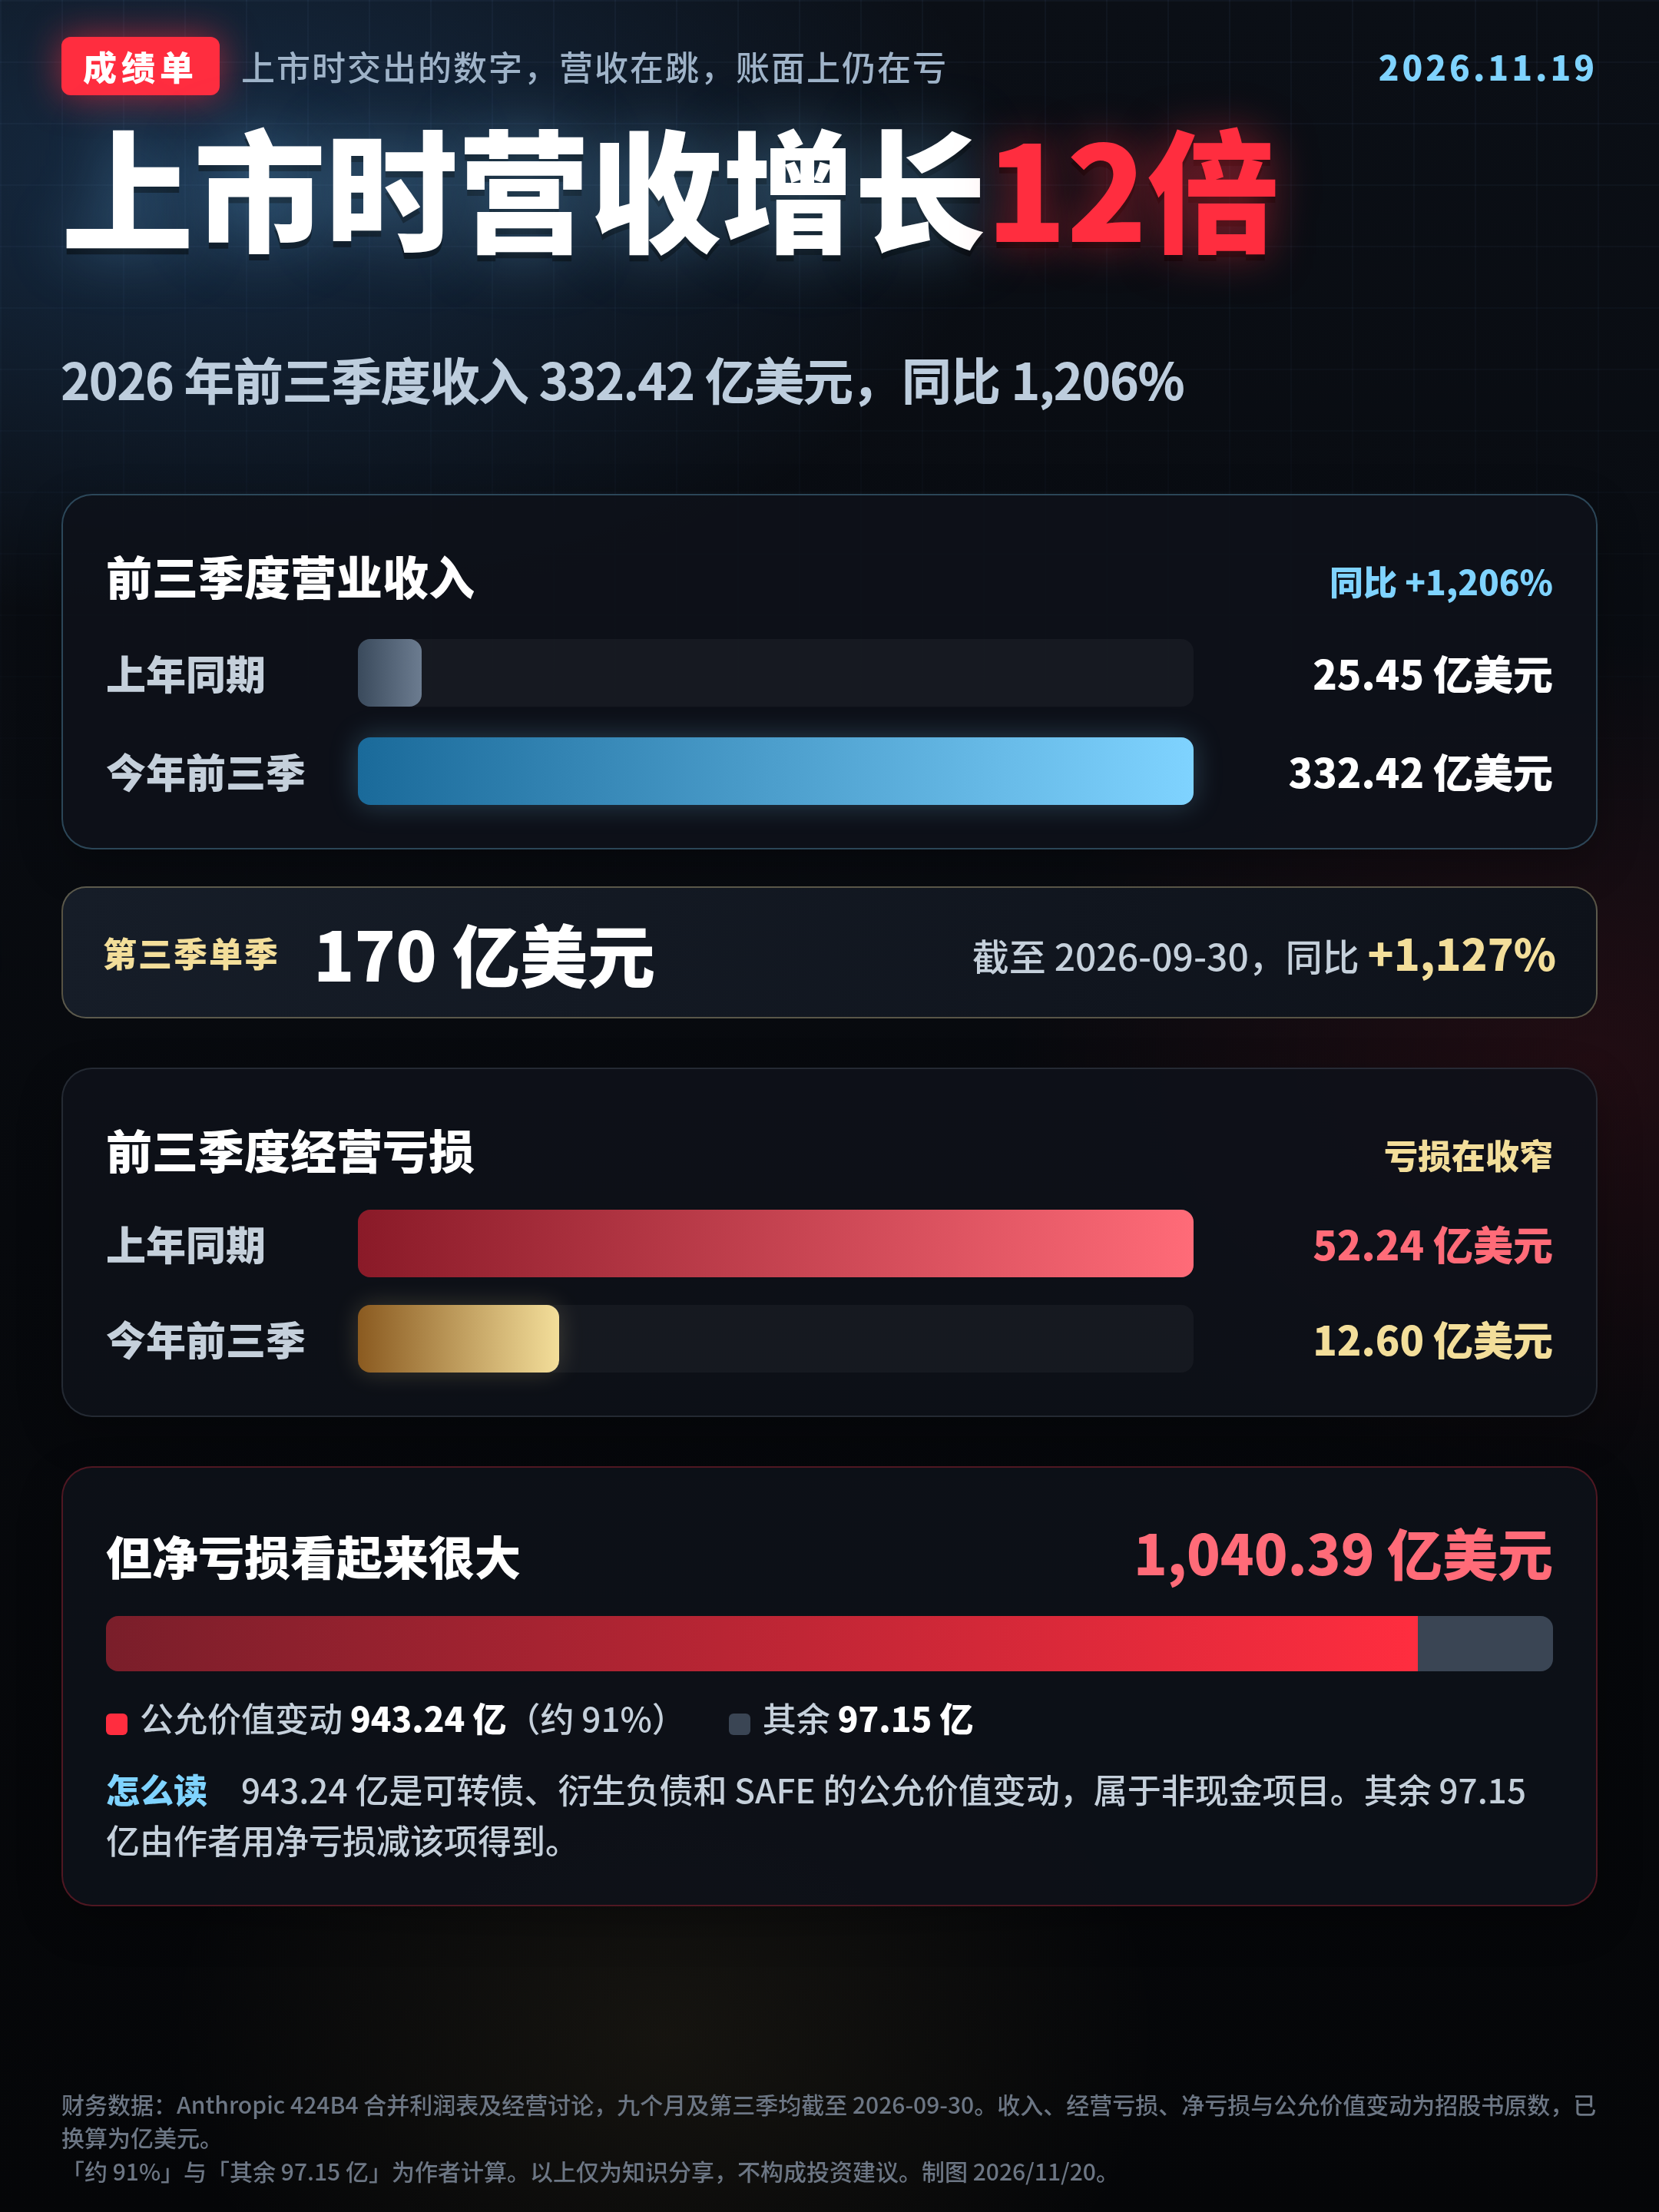 成绩单 上市时交出的数字，营收在跳，账面上仍在亏 2026.11.19
上市时营收增长12倍
2026 年前三季度收入 332.42 亿美元，同比 1,206%
前三季度营业收入 同比 +1,206%
上年同期 25.45 亿美元
今年前三季 332.42 亿美元
第三季单季 170 亿美元 截至 2026-09-30，同比 +1,127%
前三季度经营亏损 亏损在收窄
上年同期 52.24 亿美元
今年前三季 12.60 亿美元
但净亏损看起来很大 1,040.39 亿美元
公允价值变动 943.24 亿（约 91%） 其余 97.15 亿
怎么读 943.24 亿是可转债、衍生负债和 SAFE 的公允价值变动，属于非现金项目。其余 97.15
亿由作者用净亏损减该项得到。
财务数据：Anthropic 424B4 合并利润表及经营讨论，九个月及第三季均截至 2026-09-30。收入、经营亏损、净亏损与公允价值变动为招股书原数，已
换算为亿美元。
「约 91%」与「其余 97.15 亿」为作者计算。以上仅为知识分享，不构成投资建议。制图 2026/11/20。